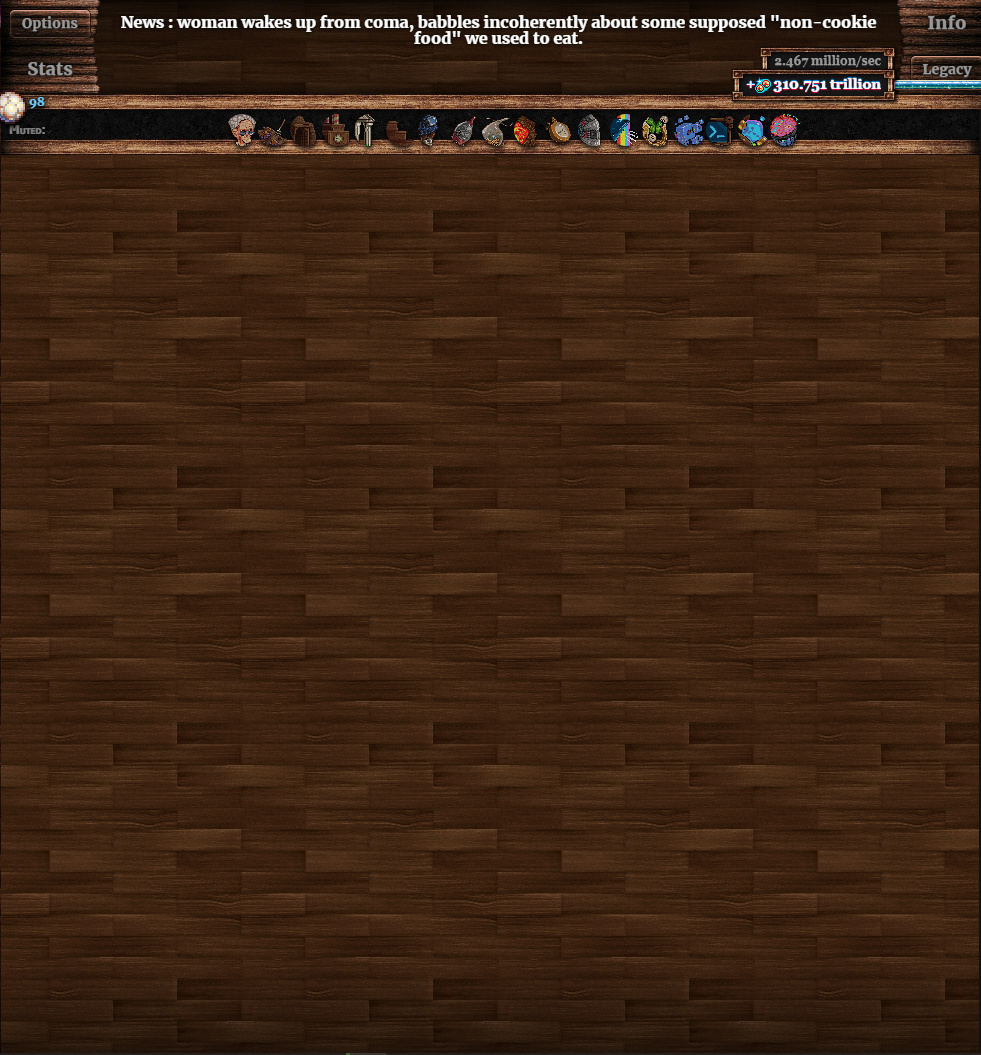 Options
News : woman wakes up from coma, babbles incoherently about some supposed "non-cookie
food" we used to eat.
Info
Stats
2.467 million/sec
Legacy
+310.751 trillion
98
Muted: